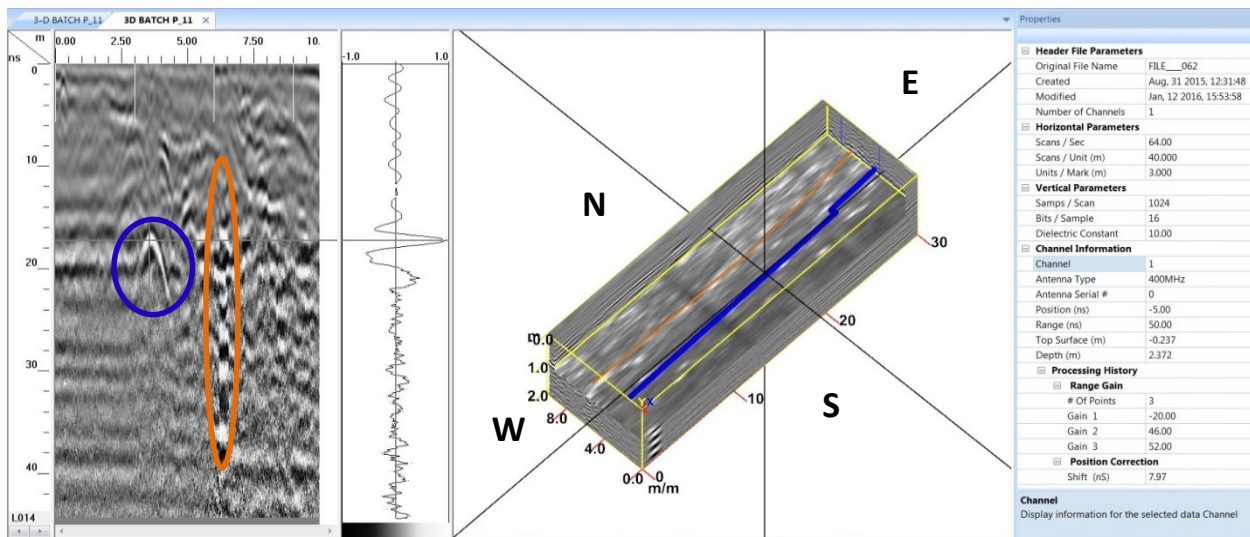 3-D BATCH P_11
3D BATCH P_11 ×
m
ns
0.00 2.50 5.00 7.50 10.
0
10
20
30
40
L014
-1.0 1.0
E
N
S
W
m
0.0
1.0
2.0
8.0
4.0
0.0
Y X
0
m/m
10
20
30
Properties
Header File Parameters
Original File Name FILE___062
Created Aug, 31 2015, 12:31:48
Modified Jan, 12 2016, 15:53:58
Number of Channels 1
Horizontal Parameters
Scans / Sec 64.00
Scans / Unit (m) 40.000
Units / Mark (m) 3.000
Vertical Parameters
Samps / Scan 1024
Bits / Sample 16
Dielectric Constant 10.00
Channel Information
Channel 1
Antenna Type 400MHz
Antenna Serial # 0
Position (ns) -5.00
Range (ns) 50.00
Top Surface (m) -0.237
Depth (m) 2.372
Processing History
Range Gain
# Of Points 3
Gain 1 -20.00
Gain 2 46.00
Gain 3 52.00
Position Correction
Shift (nS) 7.97
Channel
Display information for the selected data Channel